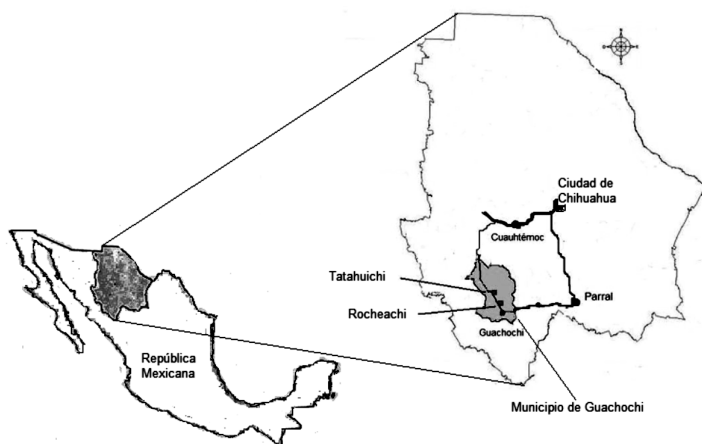 Ciudad de
Chihuahua
Cuauhtémoc
Tatahuichi
Rocheachi
Parral
Guachochi
República
Mexicana
Municipio de Guachochi